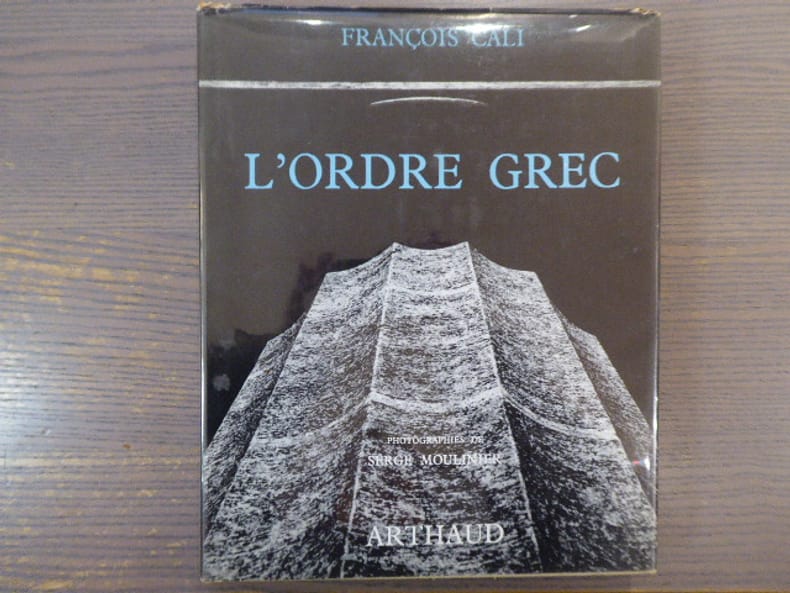 FRANÇOIS CALI
L'ORDRE GREC
PHOTOGRAPHIES DE
SERGE MOULINIER
ARTHAUD